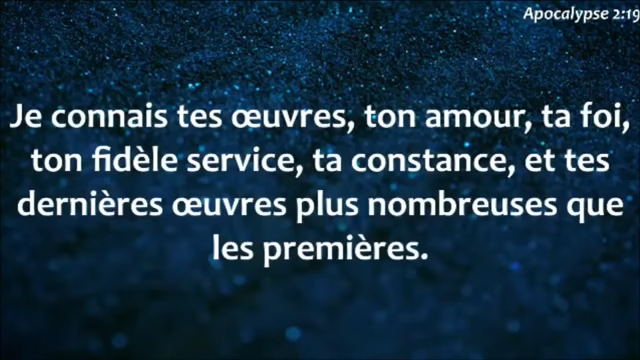 Apocalypse 2:19
Je connais tes œuvres, ton amour, ta foi,
ton fidèle service, ta constance, et tes
dernières œuvres plus nombreuses que
les premières.